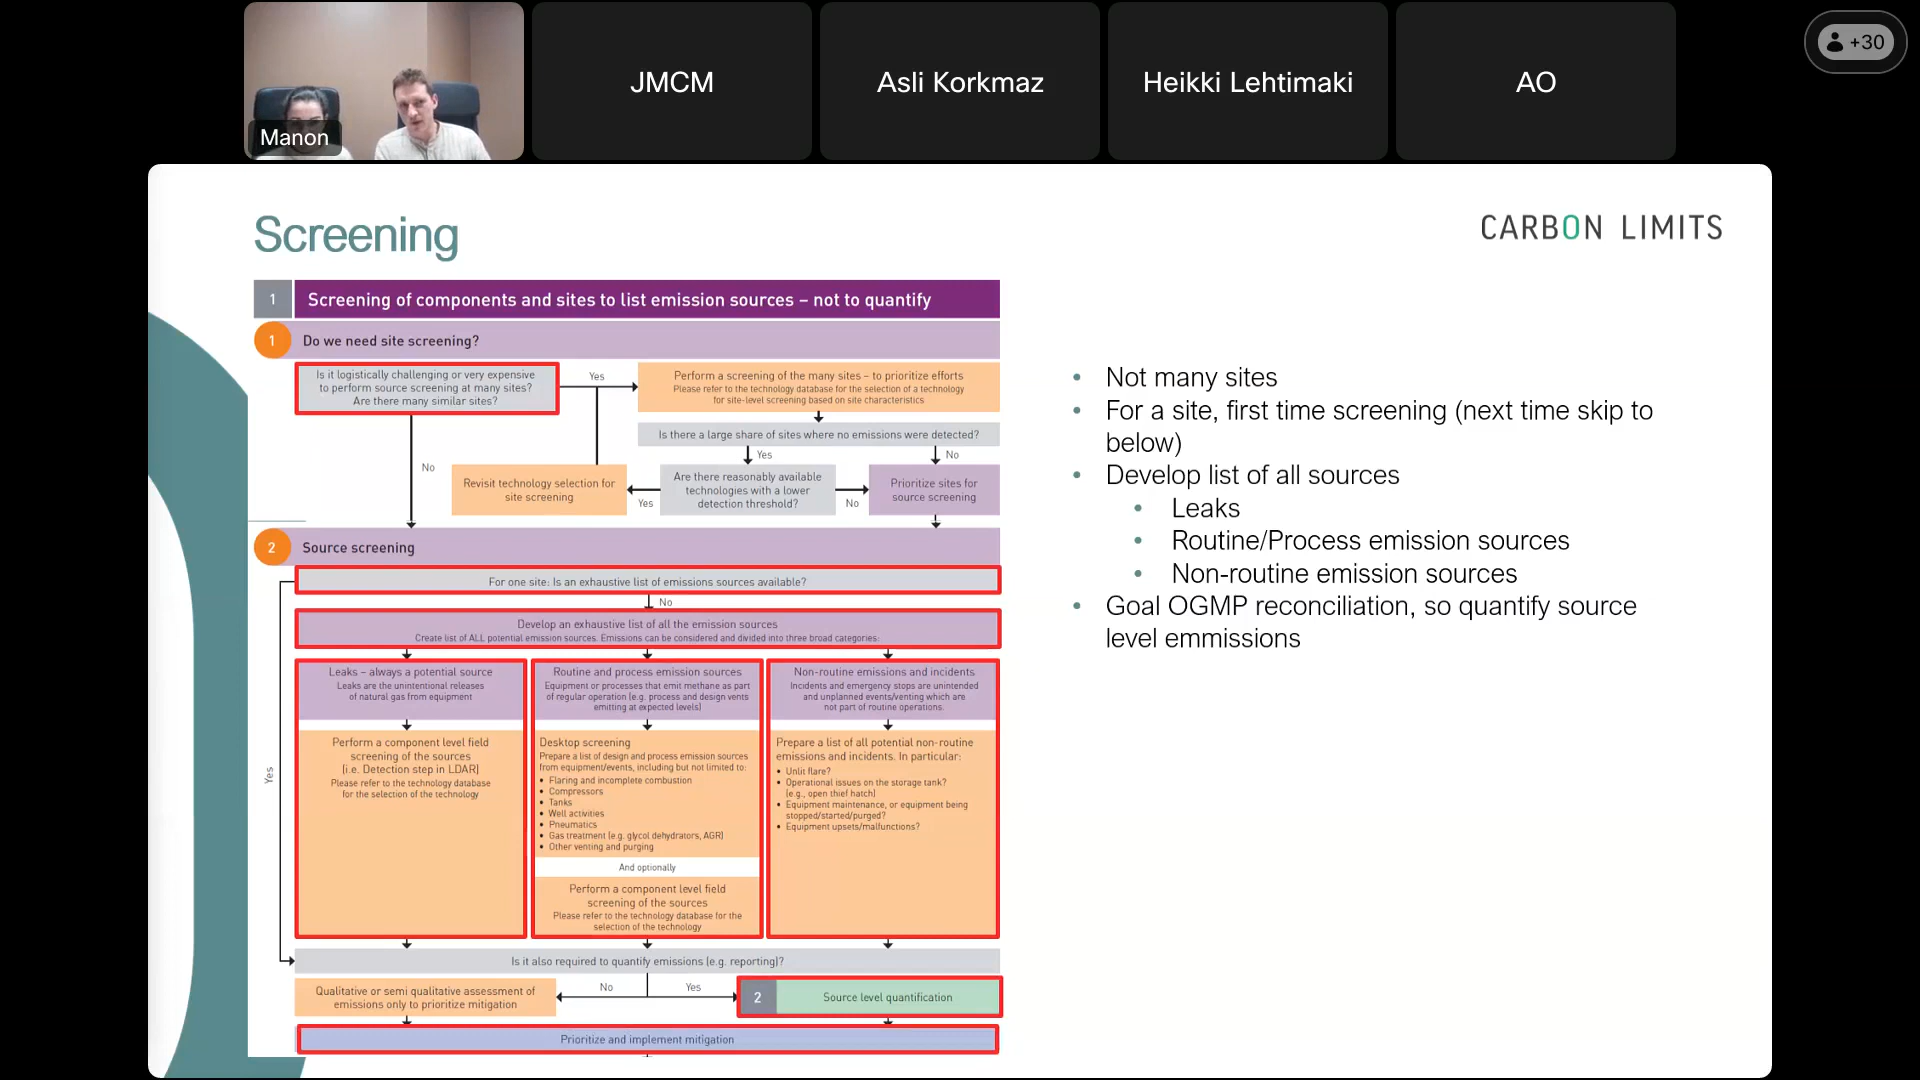 JMCM
Asli Korkmaz
Heikki Lehtimaki
AO
+30
Manon
Screening
CARBON LIMITS
1
Screening of components and sites to list emission sources – not to quantify
1
Do we need site screening?
Is it logistically challenging or very expensive
to perform source screening at many sites?
Are there many similar sites?
Yes
Perform a screening of the many sites – to prioritize efforts
Please refer to the technology database for the selection of a technology
for site-level screening based on site characteristics
Is there a large share of sites where no emissions were detected?
Yes
No
No
Revisit technology selection for
site screening
Yes
Are there reasonably available
technologies with a lower
detection threshold?
No
Prioritize sites for
source screening
2
Source screening
For one site: Is an exhaustive list of emissions sources available?
No
Develop an exhaustive list of all the emission sources
Create list of ALL potential emission sources. Emissions can be considered and divided into three broad categories:
Leaks – always a potential source
Leaks are the unintentional releases
of natural gas from equipment
Perform a component level field
screening of the sources
(i.e. Detection step in LDAR)
Please refer to the technology database
for the selection of the technology
Routine and process emission sources
Equipment or processes that emit methane as part
of regular operation (e.g. process and design vents
emitting at expected levels)
Desktop screening
Prepare a list of design and process emission sources
from equipment/events, including but not limited to:
• Flaring and incomplete combustion
• Compressors
• Tanks
• Well activities
• Pneumatics
• Gas treatment (e.g. glycol dehydrators, AGR)
• Other venting and purging
And optionally
Perform a component level field
screening of the sources
Please refer to the technology database for the
selection of the technology
Non-routine emissions and incidents
Incidents and emergency stops are unintended
and unplanned events/venting which are
not part of routine operations.
Prepare a list of all potential non-routine
emissions and incidents. In particular:
• Unlit flare?
• Operational issues on the storage tank?
(e.g., open thief hatch)
• Equipment maintenance, or equipment being
stopped/started/purged?
• Equipment upsets/malfunctions?
Yes
Is it also required to quantify emissions (e.g. reporting)?
Qualitative or semi qualitative assessment of
emissions only to prioritize mitigation
No
Yes
2
Source level quantification
Prioritize and implement mitigation
• Not many sites
• For a site, first time screening (next time skip to
below)
• Develop list of all sources
• Leaks
• Routine/Process emission sources
• Non-routine emission sources
• Goal OGMP reconciliation, so quantify source
level emmissions